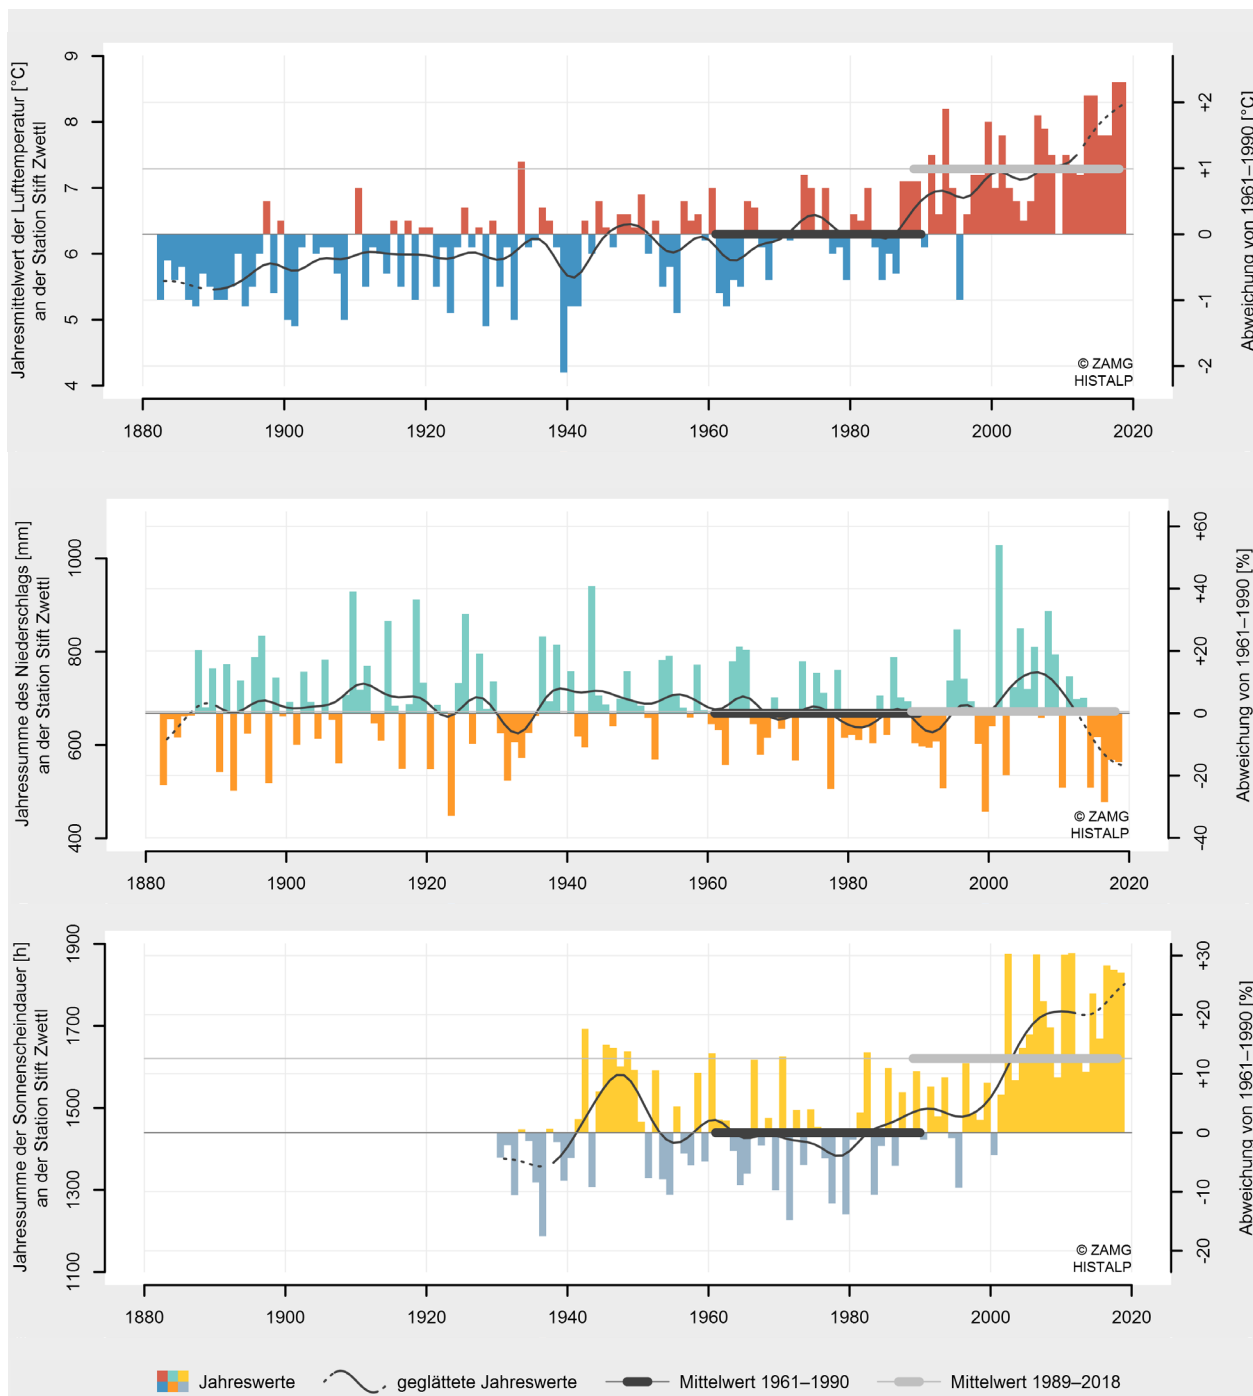 Jahresmittelwert der Lufttemperatur [°C]
an der Station Stift Zwettl
9
8
7
6
5
4
+2
+1
0
-1
-2
Abweichung von 1961–1990 [°C]
© ZAMG
HISTALP
1880 1900 1920 1940 1960 1980 2000 2020
Jahressumme des Niederschlags [mm]
an der Station Stift Zwettl
1000
800
600
400
+60
+40
+20
0
-20
-40
Abweichung von 1961–1990 [%]
© ZAMG
HISTALP
1880 1900 1920 1940 1960 1980 2000 2020
Jahressumme der Sonnenscheindauer [h]
an der Station Stift Zwettl
1900
1700
1500
1300
1100
+30
+20
+10
0
-10
-20
Abweichung von 1961–1990 [%]
© ZAMG
HISTALP
1880 1900 1920 1940 1960 1980 2000 2020
Jahreswerte geglättete Jahreswerte Mittelwert 1961–1990 Mittelwert 1989–2018